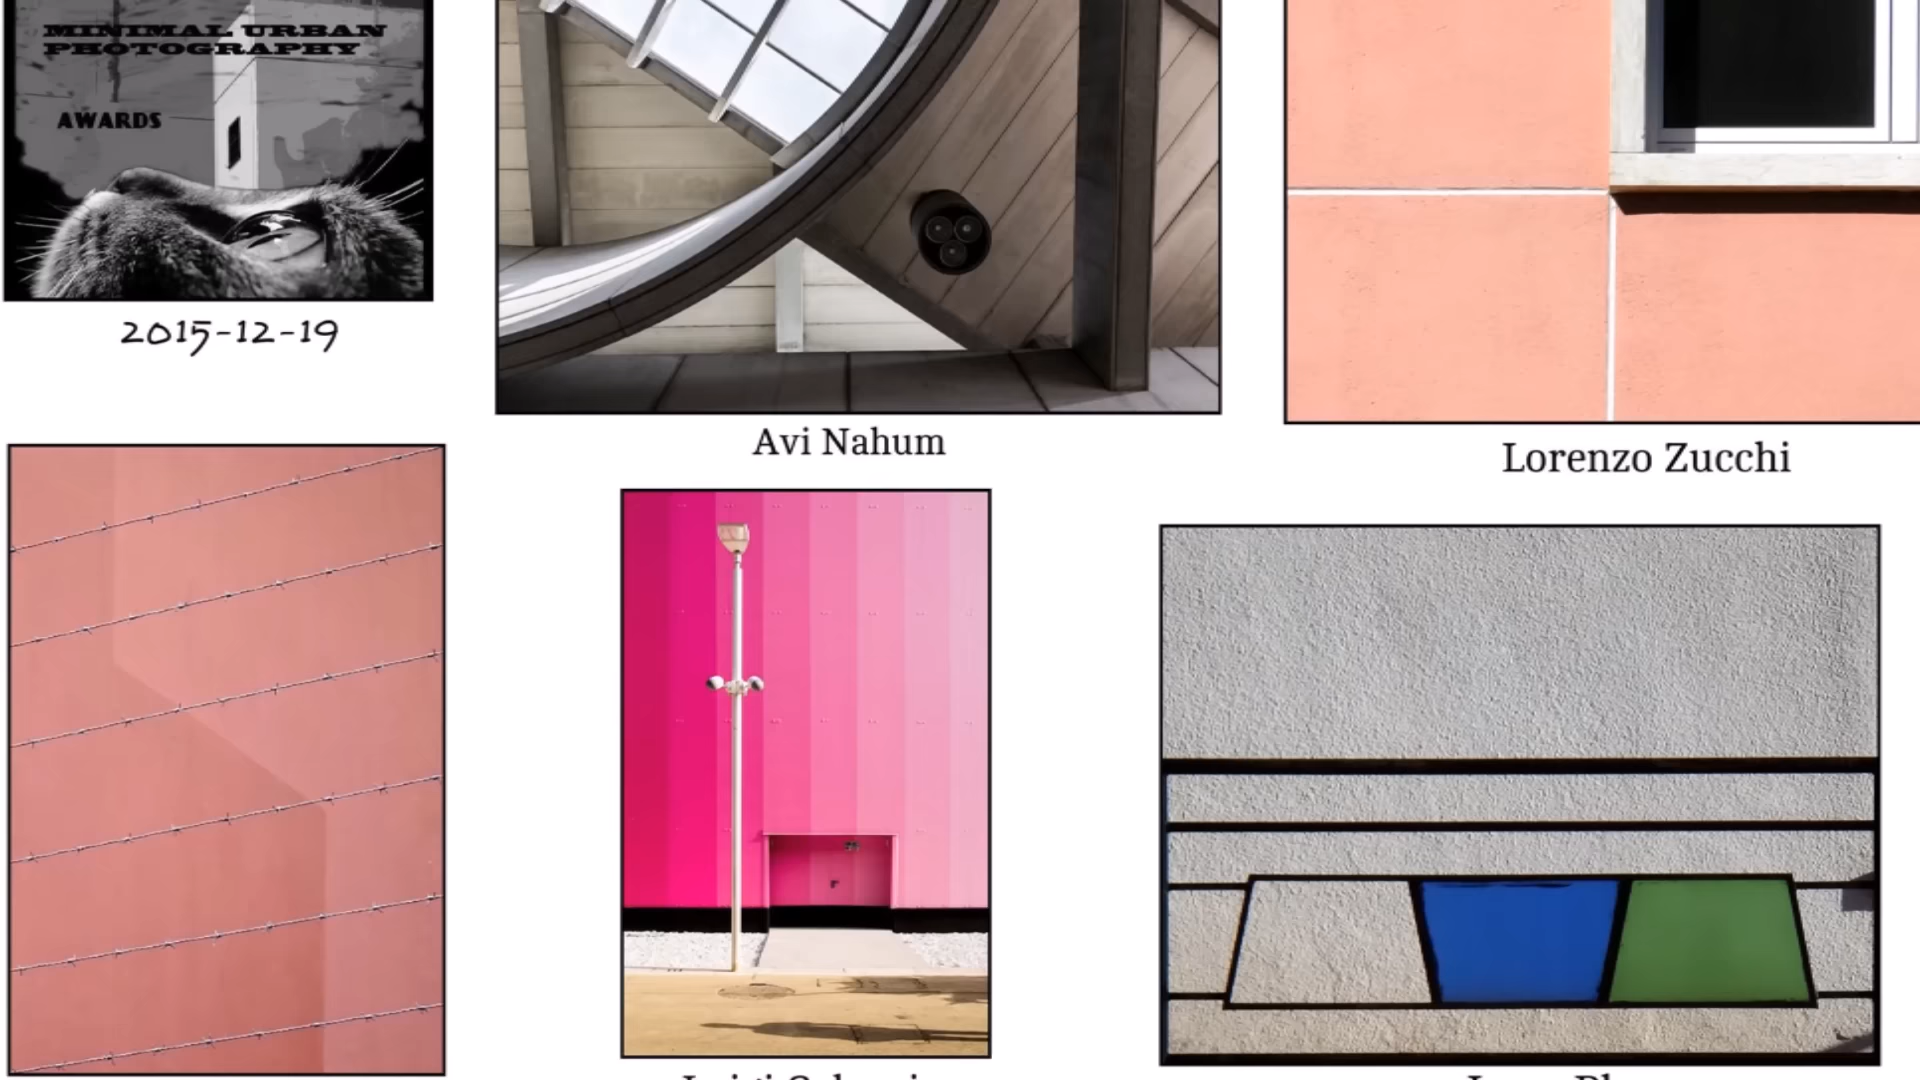 MINIMAL URBAN
PHOTOGRAPHY
AWARDS
2015-12-19
Avi Nahum
Lorenzo Zucchi